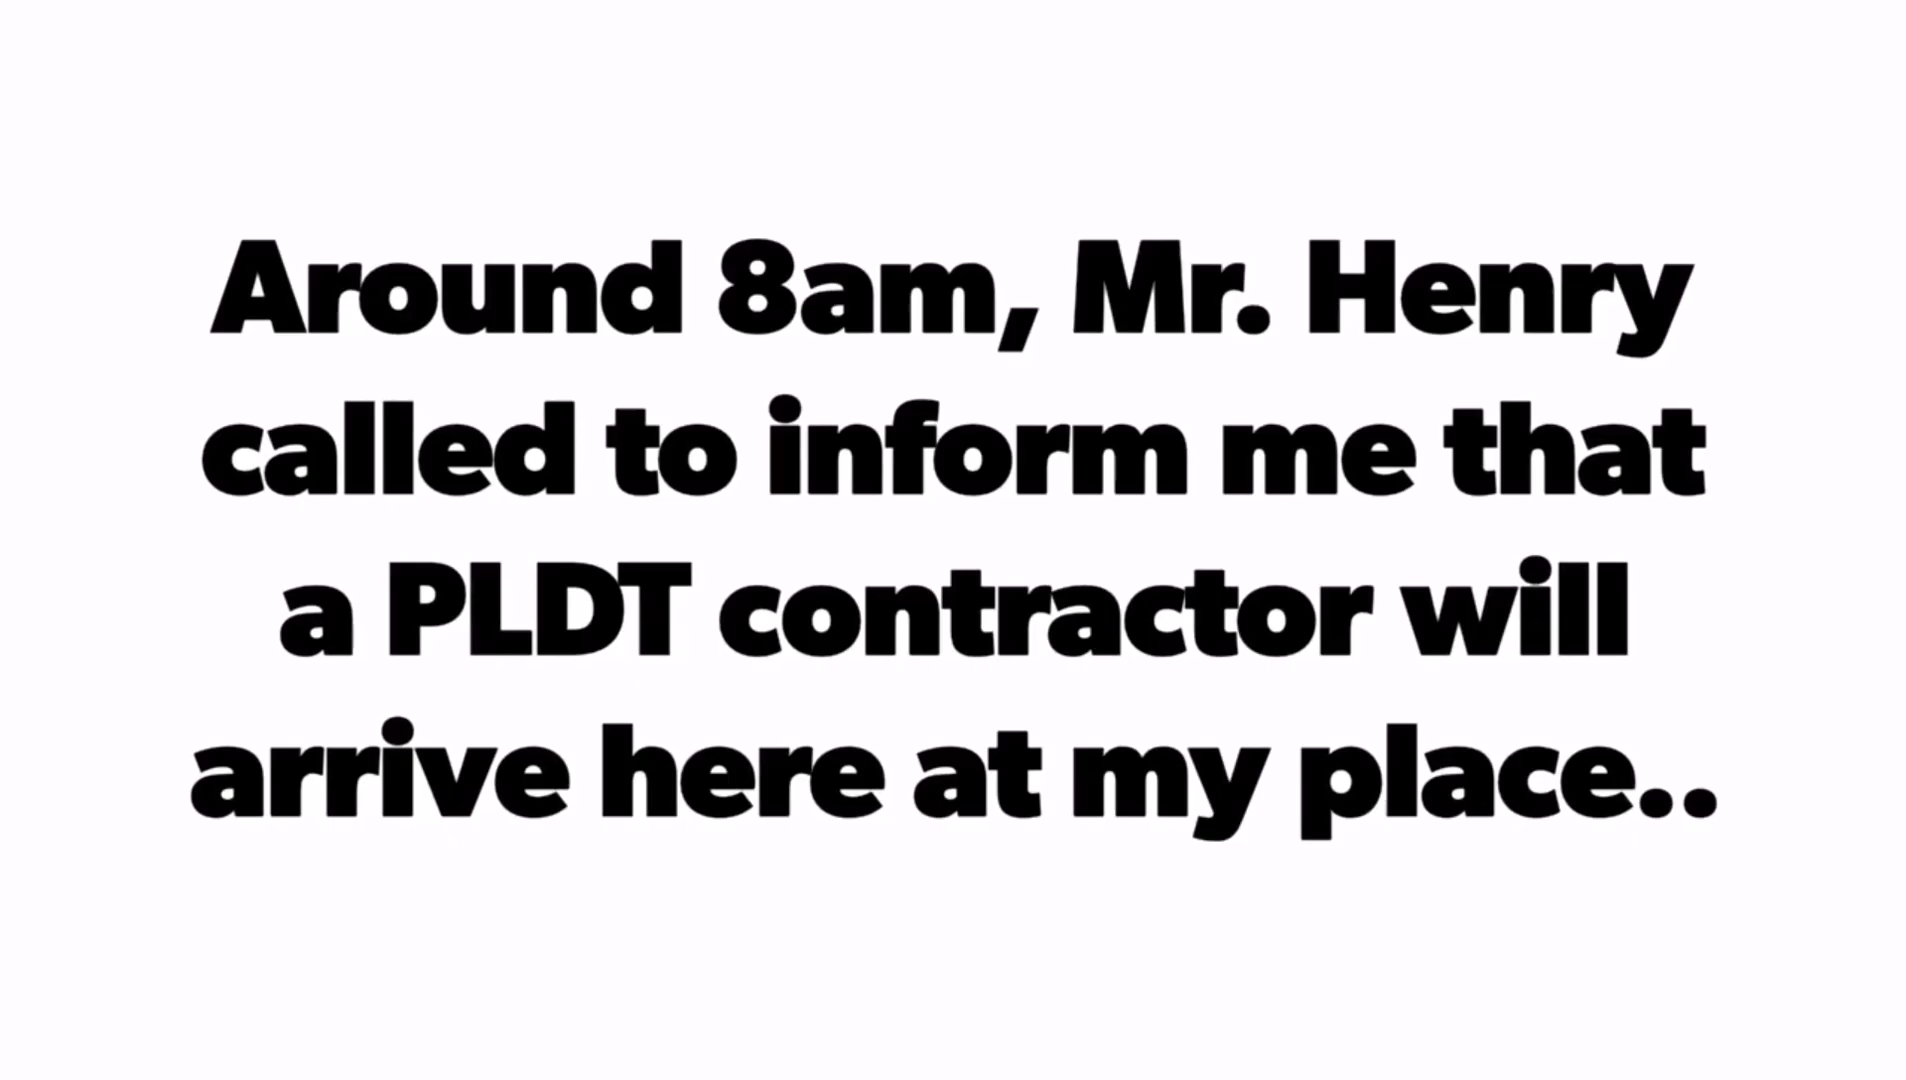 Around 8am, Mr. Henry
called to inform me that
a PLDT contractor will
arrive here at my place..